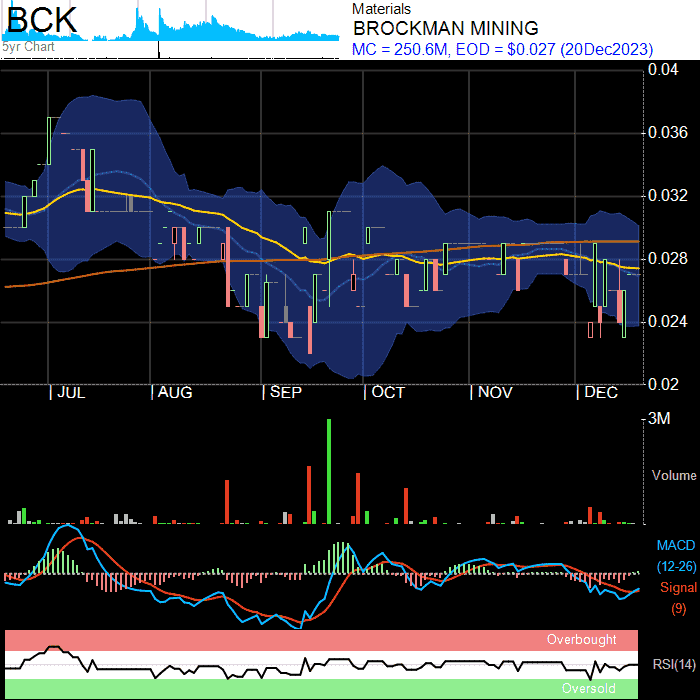 BCK
5yr Chart
Materials
BROCKMAN MINING
MC = 250.6M, EOD = $0.027 (20Dec2023)
0.04
0.036
0.032
0.028
0.024
0.02
| JUL | AUG | SEP | OCT | NOV | DEC
3M
Volume
MACD
(12-26)
Signal
(9)
Overbought
RSI(14)
Oversold